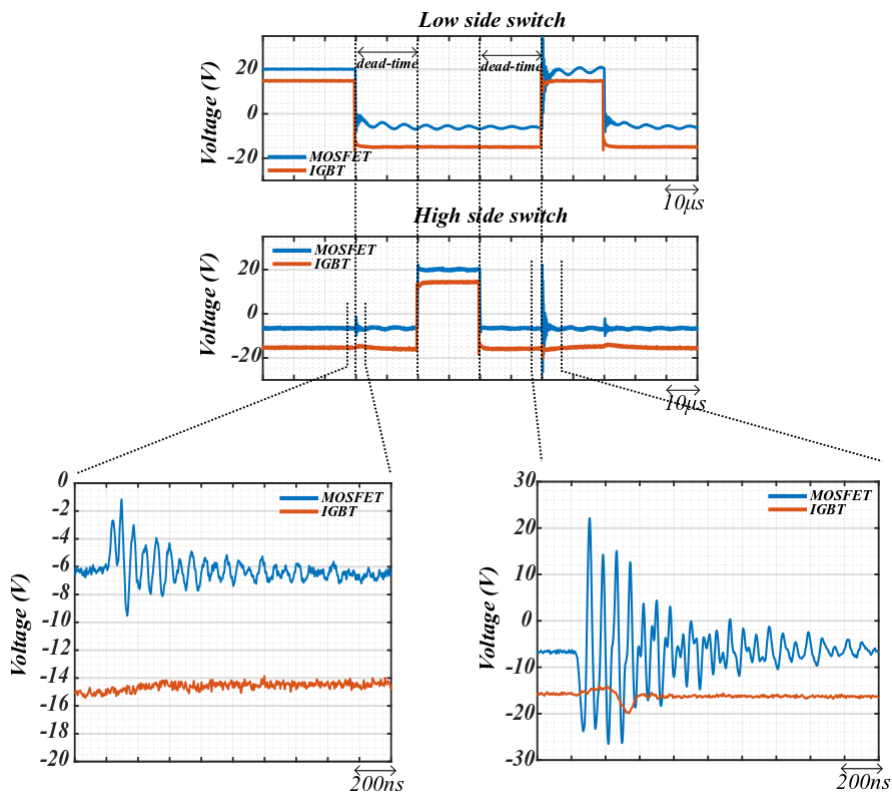 Low side switch
Voltage (V)
20
0
-20
dead-time
dead-time
MOSFET
IGBT
10μs
High side switch
Voltage (V)
20
0
-20
MOSFET
IGBT
10μs
Voltage (V)
0
-2
-4
-6
-8
-10
-12
-14
-16
-18
-20
MOSFET
IGBT
200ns
Voltage (V)
30
20
10
0
-10
-20
-30
MOSFET
IGBT
200ns